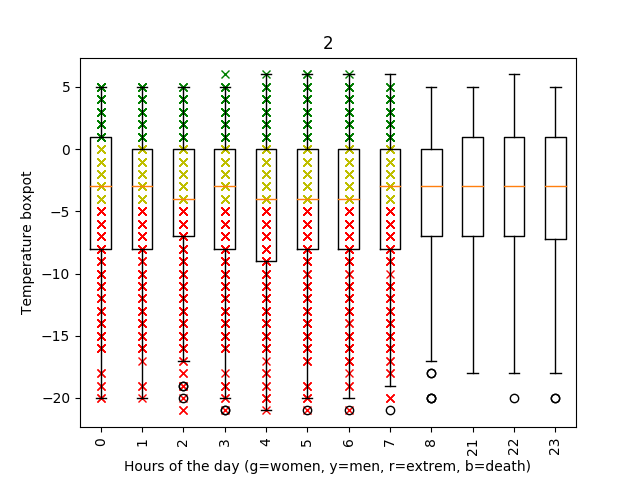 2
5
0
−5
−10
−15
−20
Temperature boxpot
0 1 2 3 4 5 6 7 8 21 22 23
Hours of the day (g=women, y=men, r=extrem, b=death)